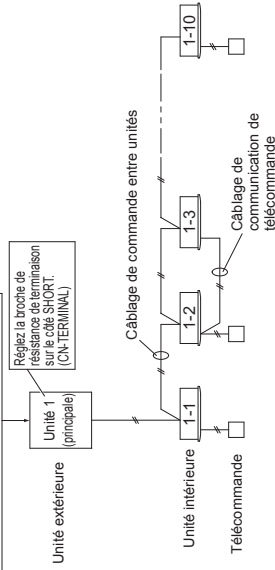 Réglez la broche de
résistance de terminaison
sur le côté SHORT.
(CN-TERMINAL)
Unité 1
(principale)
Unité extérieure
Câblage de commande entre unités
1-1
1-2
1-3
1-10
Unité intérieure
Câblage de
communication de
télécommande
Télécommande